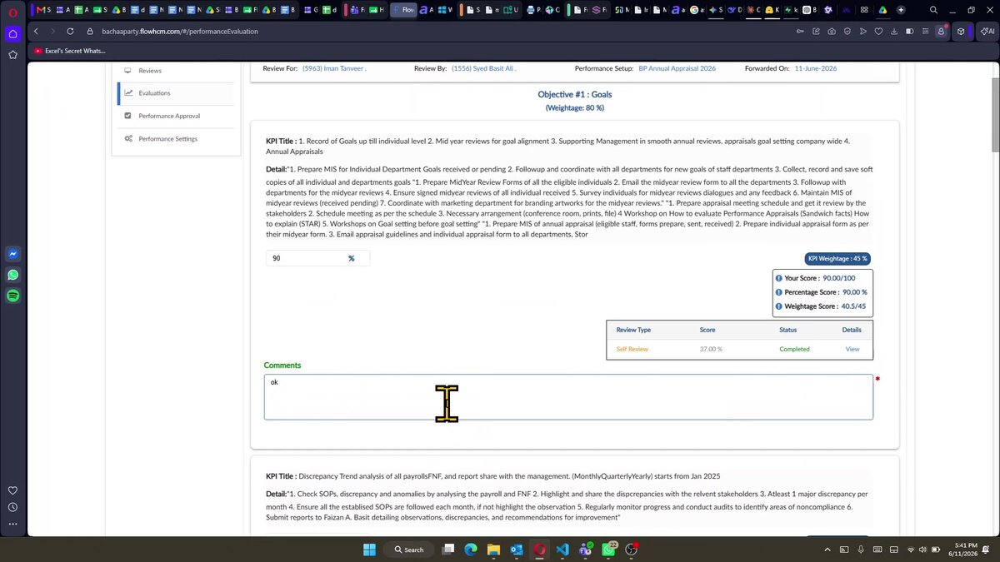 bachaaparty.flowhcm.com/#/performanceEvaluation
AI
Excel's Secret Whats...
Reviews
Evaluations
Performance Approval
Performance Settings
Review For: (5963) Iman Tanveer . Review By: (1556) Syed Basit Ali . Performance Setup: BP Annual Appraisal 2026 Forwarded On: 11-June-2026
Objective #1 : Goals
(Weightage: 80 %)
KPI Title : 1. Record of Goals up till individual level 2. Mid year reviews for goal alignment 3. Supporting Management in smooth annual reviews, appraisals goal setting company wide 4.
Annual Appraisals
Detail:"1. Prepare MIS for Individual Department Goals received or pending 2. Followup and coordinate with all departments for new goals of staff departments 3. Collect, record and save soft
copies of all individual and departments goals "1. Prepare MidYear Review Forms of all the eligible individuals 2. Email the midyear review form to all the departments 3. Followup with
departments for the midyear reviews 4. Ensure signed midyear reviews of all individual received 5. Survey individuals for midyear reviews dialogues and any feedback 6. Maintain MIS of
midyear reviews (received pending) 7. Coordinate with marketing department for branding artworks for the midyear reviews." "1. Prepare appraisal meeting schedule and get it review by the
stakeholders 2. Schedule meeting as per the schedule 3. Necessary arrangement (conference room, prints, file) 4 Workshop on How to evaluate Performance Appraisals (Sandwich facts) How
to explain (STAR) 5. Workshops on Goal setting before goal setting" "1. Prepare MIS of annual appraisal (eligible staff, forms prepare, sent, received) 2. Prepare individual appraisal form as per
their midyear form. 3. Email appraisal guidelines and individual appraisal form to all departments, Stor
90 %
KPI Weightage : 45 %
Your Score : 90.00/100
Percentage Score : 90.00 %
Weightage Score : 40.5/45
Review Type Score Status Details
Self Review 37.00 % Completed View
Comments
ok
*
KPI Title : Discrepancy Trend analysis of all payrollsFNF, and report share with the management. (MonthlyQuarterlyYearly) starts from Jan 2025
Detail:"1. Check SOPs, discrepancy and anomalies by analysing the payroll and FNF 2. Highlight and share the dispcrepancies with the relvent stakeholders 3. Atleast 1 major discrepancy per
month 4. Ensure all the establised SOPs are followed each month, if not highlight the observation 5. Regularly monitor progress and conduct audits to identify areas of noncompliance 6.
Submit reports to Faizan A. Basit detailing observations, discrepancies, and recommendations for improvement"
Search
22
5:41 PM
6/11/2026